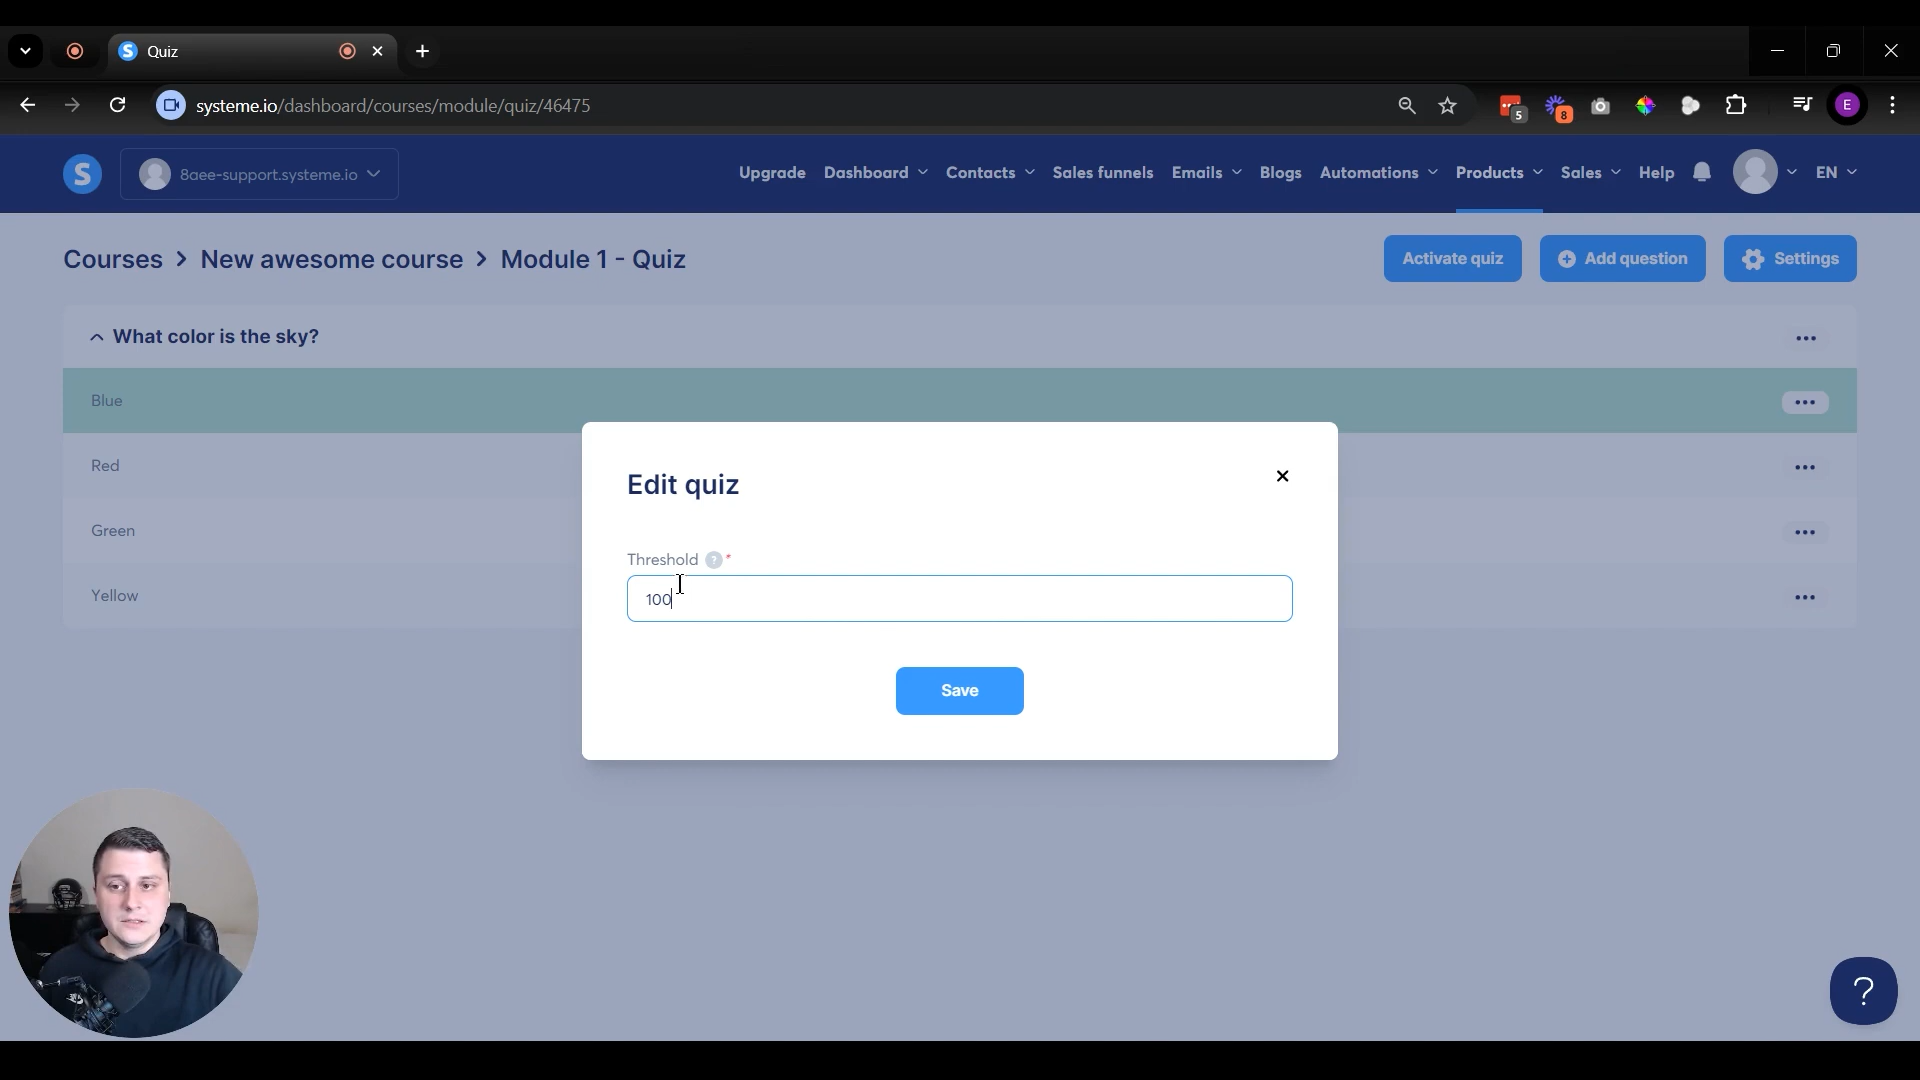 Quiz
systeme.io/dashboard/courses/module/quiz/46475
5
8
E
S
8aee-support.systeme.io
Upgrade
Dashboard
Contacts
Sales funnels
Emails
Blogs
Automations
Products
Sales
Help
EN
Courses > New awesome course > Module 1 - Quiz
Activate quiz
Add question
Settings
What color is the sky?
Blue
Red
Green
Yellow
Edit quiz
Threshold ? *
100
Save
?